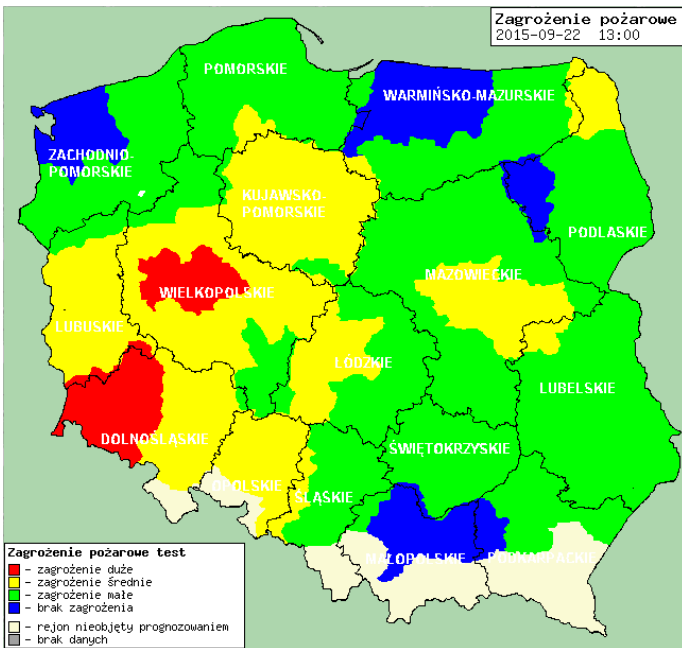 Zagrożenie pożarowe
2015-09-22 13:00
POMORSKIE
WARMIŃSKO-MAZURSKIE
ZACHODNIO-
POMORSKIE
KUJAWSKO-
POMORSKIE
PODLASKIE
MAZOWIECKIE
WIELKOPOLSKIE
LUBUSKIE
ŁÓDZKIE
LUBELSKIE
DOLNOŚLĄSKIE
ŚWIĘTOKRZYSKIE
OPOLSKIE
ŚLĄSKIE
MAŁOPOLSKIE
PODKARPACKIE
Zagrożenie pożarowe test
- zagrożenie duże
- zagrożenie średnie
- zagrożenie małe
- brak zagrożenia
- rejon nieobjęty prognozowaniem
- brak danych